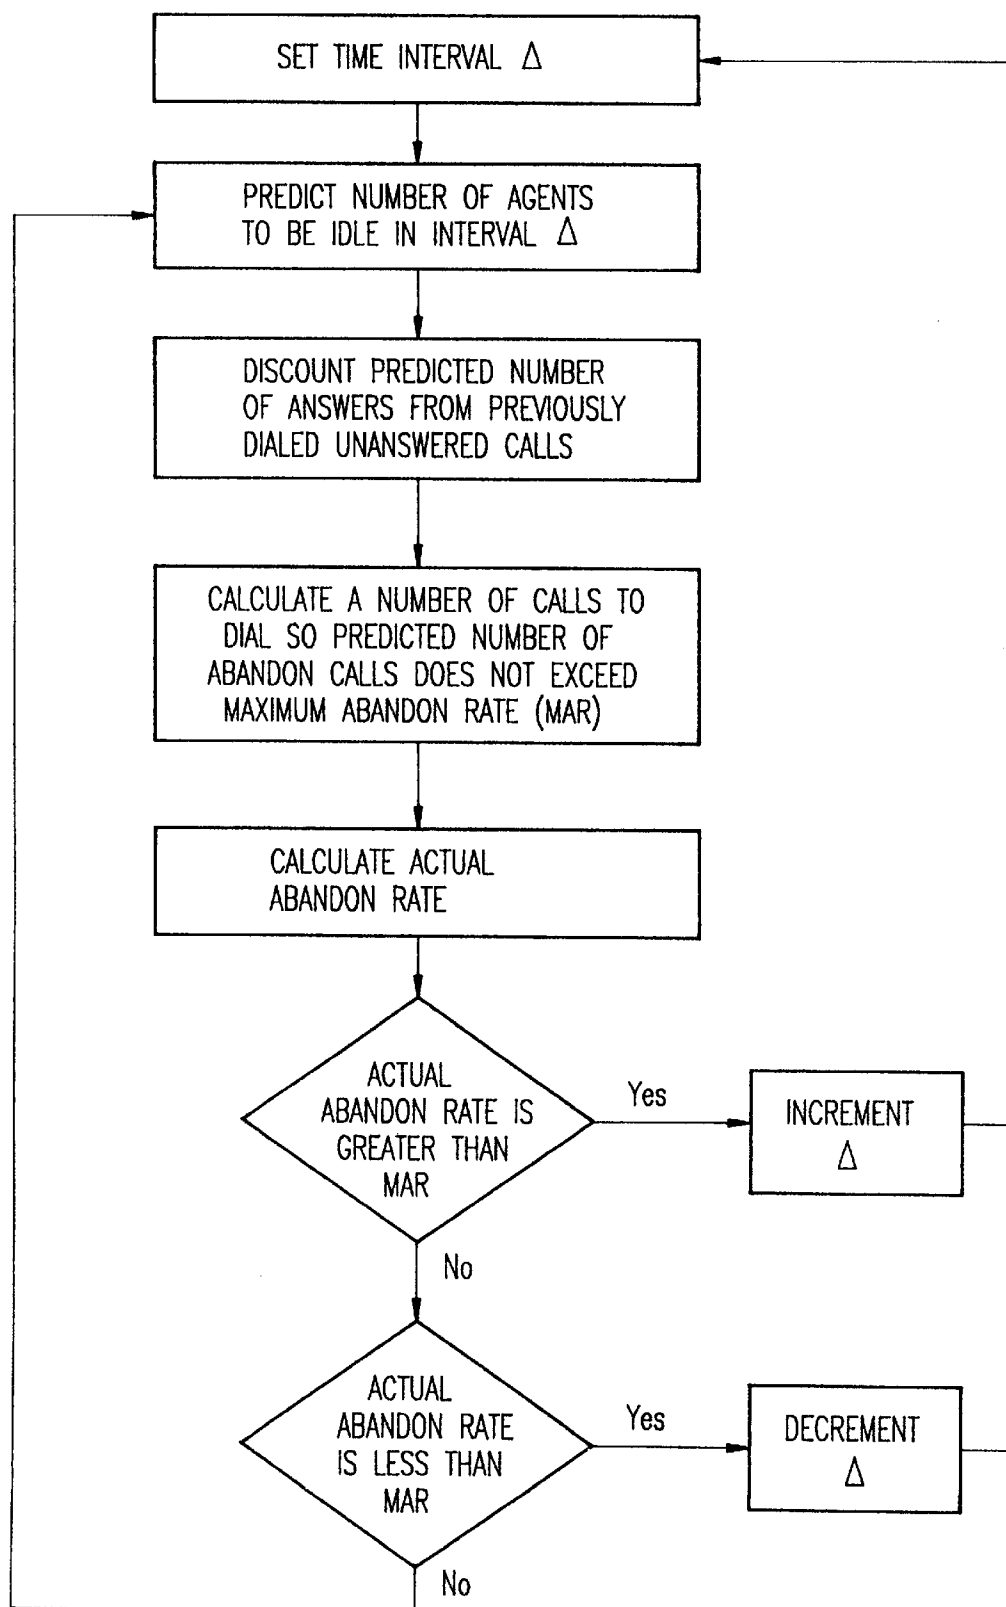 SET TIME INTERVAL Δ
PREDICT NUMBER OF AGENTS
TO BE IDLE IN INTERVAL Δ
DISCOUNT PREDICTED NUMBER
OF ANSWERS FROM PREVIOUSLY
DIALED UNANSWERED CALLS
CALCULATE A NUMBER OF CALLS TO
DIAL SO PREDICTED NUMBER OF
ABANDON CALLS DOES NOT EXCEED
MAXIMUM ABANDON RATE (MAR)
CALCULATE ACTUAL
ABANDON RATE
ACTUAL
ABANDON RATE IS
GREATER THAN
MAR
Yes
INCREMENT
Δ
No
ACTUAL
ABANDON RATE
IS LESS THAN
MAR
Yes
DECREMENT
Δ
No